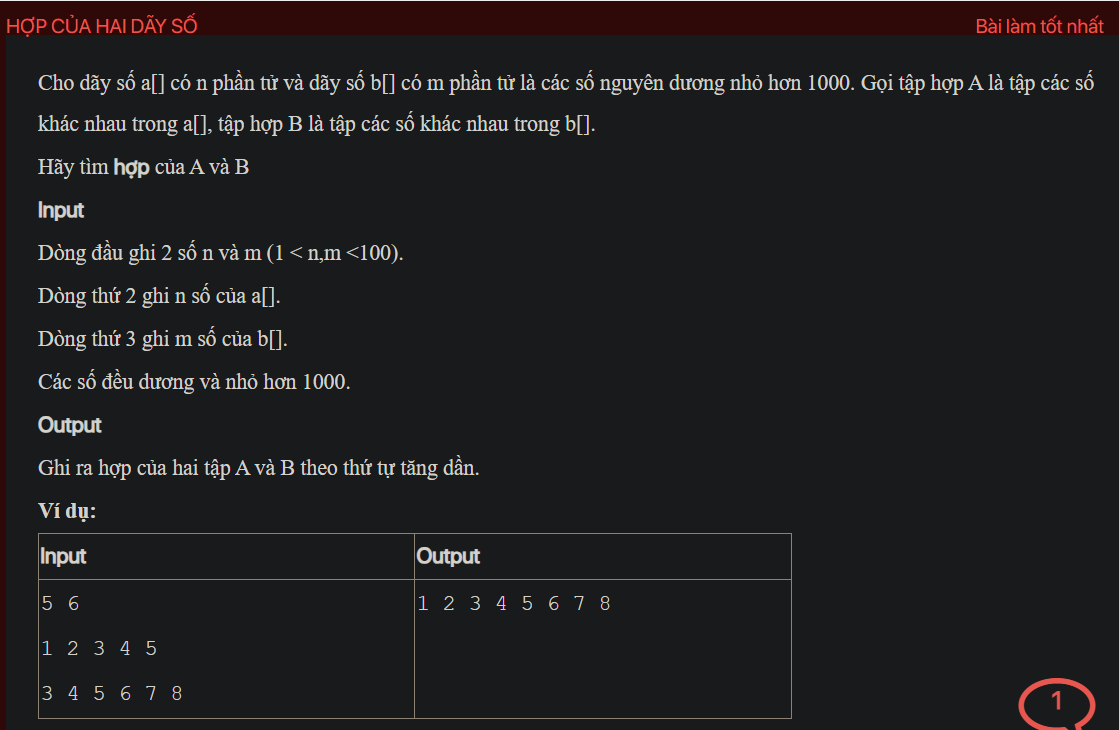 HỢP CỦA HAI DÃY SỐ
Bài làm tốt nhất
Cho dãy số a[] có n phần tử và dãy số b[] có m phần tử là các số nguyên dương nhỏ hơn 1000. Gọi tập hợp A là tập các số
khác nhau trong a[], tập hợp B là tập các số khác nhau trong b[].
Hãy tìm hợp của A và B
Input
Dòng đầu ghi 2 số n và m (1 < n,m <100).
Dòng thứ 2 ghi n số của a[].
Dòng thứ 3 ghi m số của b[].
Các số đều dương và nhỏ hơn 1000.
Output
Ghi ra hợp của hai tập A và B theo thứ tự tăng dần.
Ví dụ:
Input Output
5 6
1 2 3 4 5
3 4 5 6 7 8
1 2 3 4 5 6 7 8
1